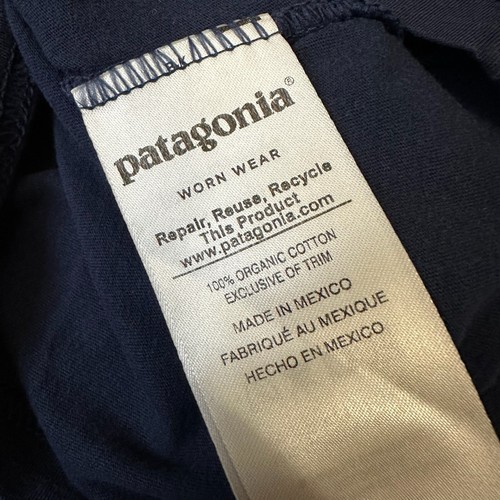 patagonia®
WORN WEAR
Repair, Reuse, Recycle
This Product
www.patagonia.com
100% ORGANIC COTTON
EXCLUSIVE OF TRIM
MADE IN MEXICO
FABRIQUÉ AU MEXIQUE
HECHO EN MEXICO